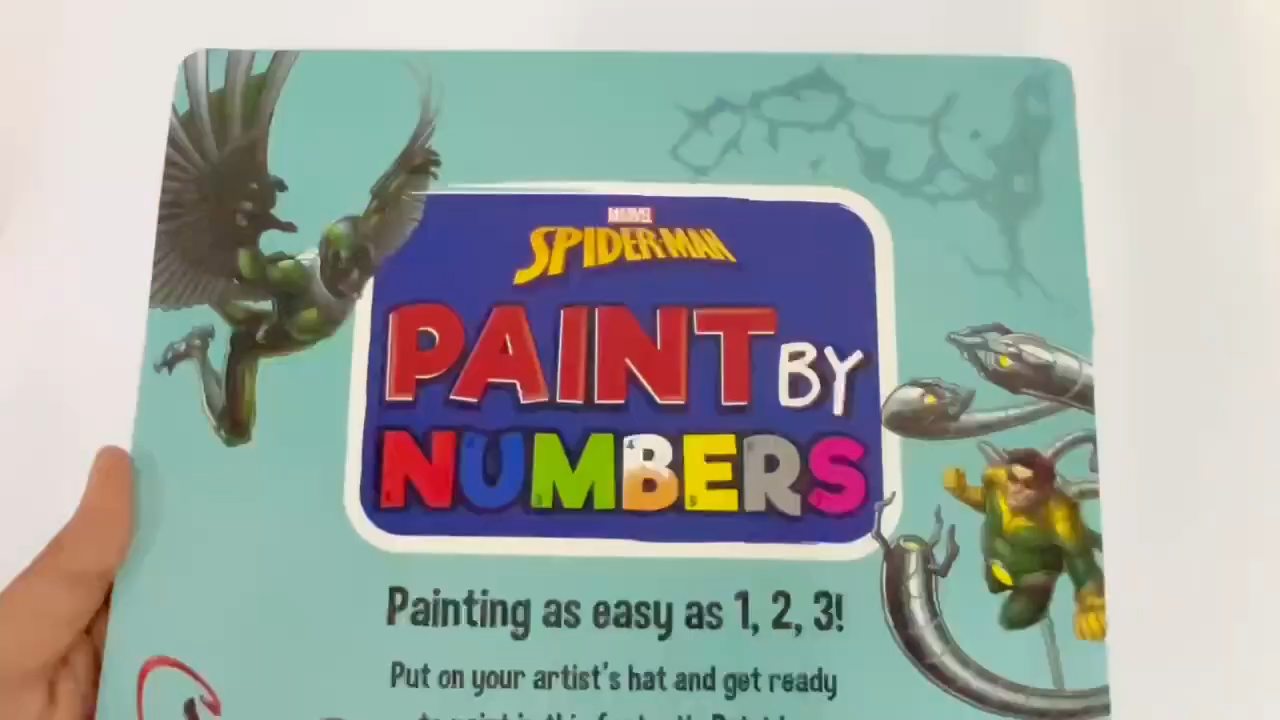 MARVEL
SPIDER-MAN
PAINT BY
NUMBERS
Painting as easy as 1, 2, 3!
Put on your artist's hat and get ready